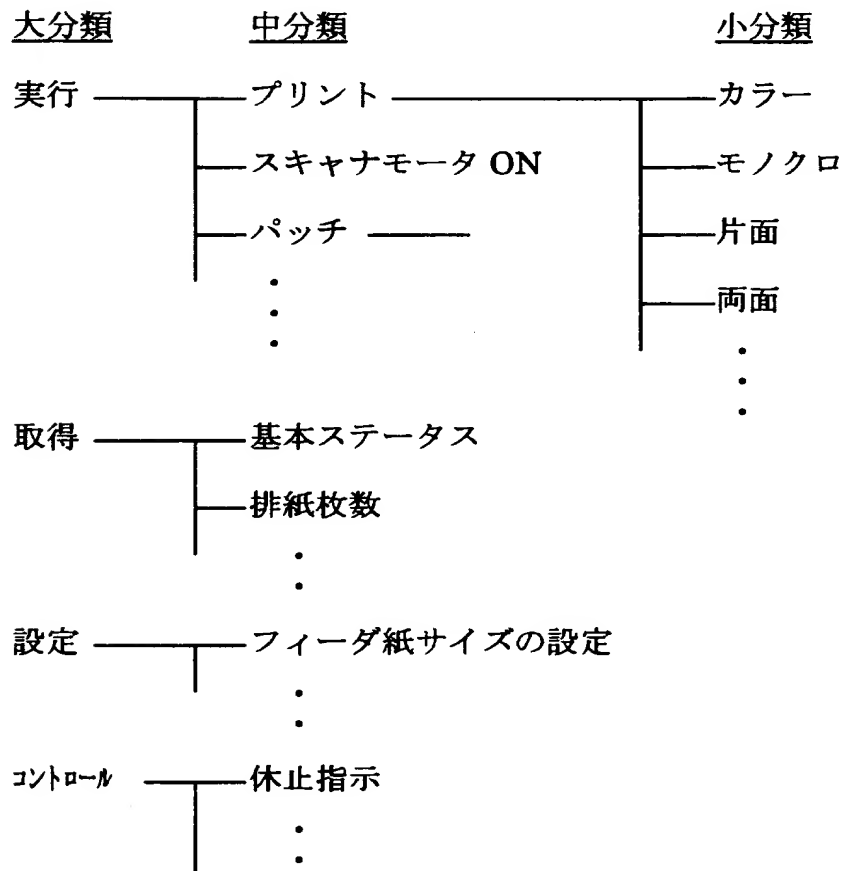 大分類 中分類 小分類
実行 プリント カラー
スキャナモータ ON モノクロ
パッチ 片面
両面
取得 基本ステータス
排紙枚数
設定 フィーダ紙サイズの設定
コントロール 休止指示